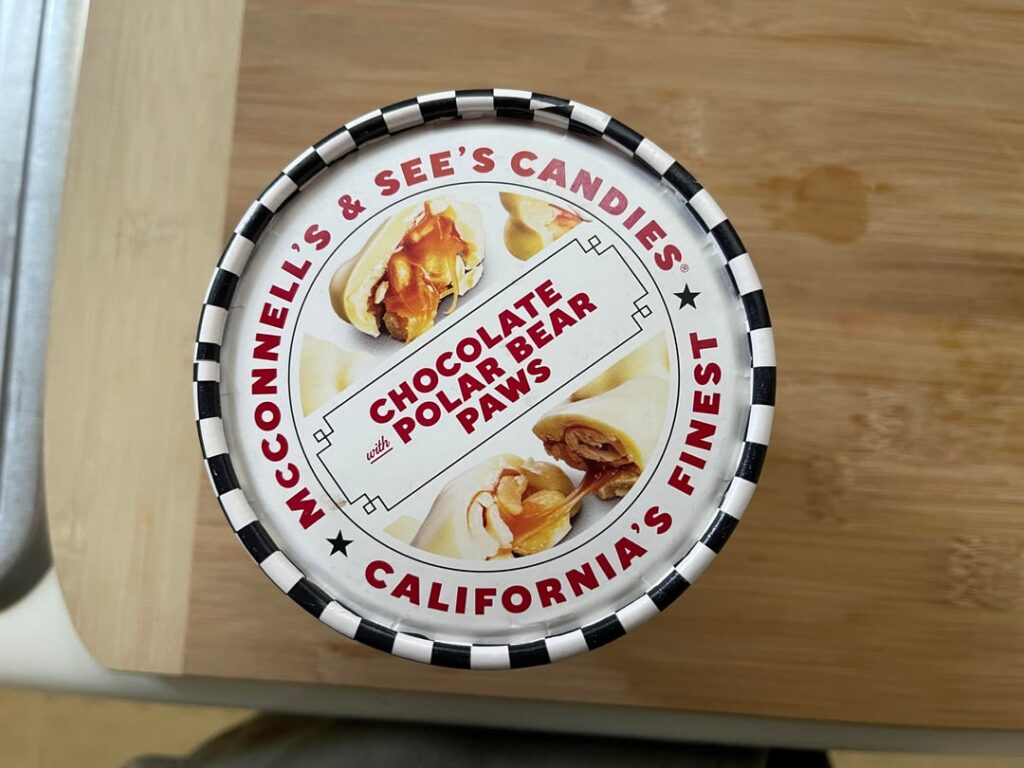 McCONNELL'S & SEE'S CANDIES®
CHOCOLATE
with POLAR BEAR
PAWS
CALIFORNIA'S FINEST